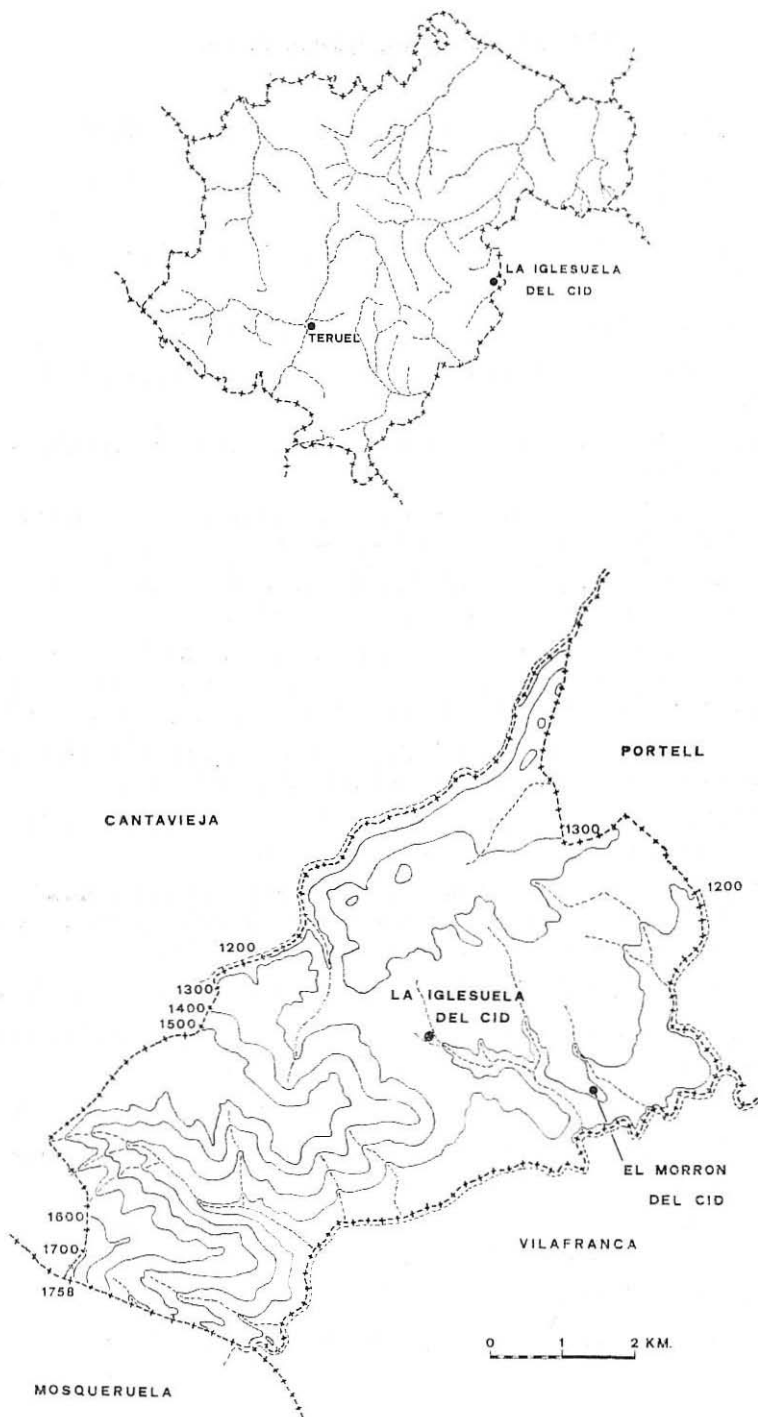 LA IGLESUELA
DEL CID
TERUEL
PORTELL
CANTAVIEJA
1300
1200
1200
1300
1400
1500
LA IGLESUELA
DEL CID
EL MORRON
DEL CID
1600
1700
1758
VILAFRANCA
0 1 2 KM.
MOSQUERUELA